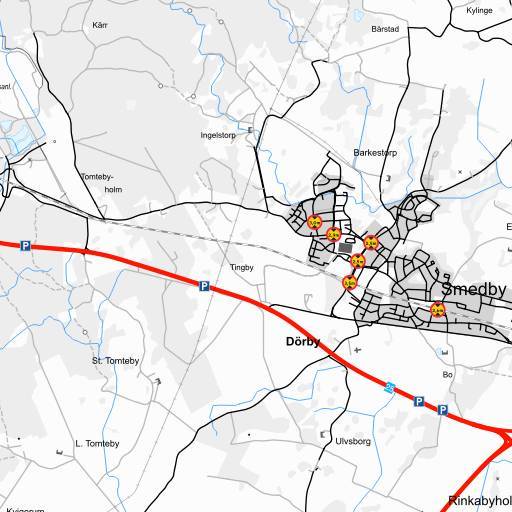 Kylinge
Kärr
Bårstad
Ingelstorp
Barkestorp
Tomteby-
holm
P
Tingby
P
Smedby
Dörby
St. Tomteby
Bo
P
P
L. Tomteby
Ulvsborg
Rinkabyhol